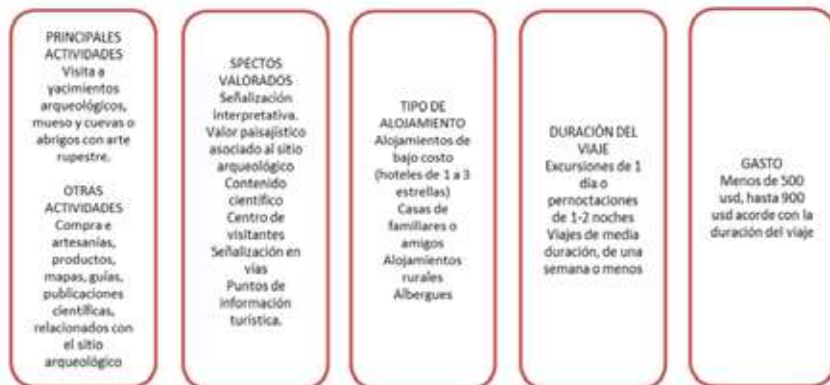 PRINCIPALES
ACTIVIDADES
Visita a
yacimientos
arqueológicos,
museo y cuevas o
abrigos con arte
rupestre.
OTRAS
ACTIVIDADES
Compra e
artesanías,
productos,
mapas, guías,
publicaciones
científicas,
relacionados con
el sitio
arqueológico
SPECTOS
VALORADOS
Señalización
interpretativa.
Valor paisajístico
asociado al sitio
arqueológico
Contenido
científico
Centro de
visitantes
Señalización en
vías
Puntos de
información
turística.
TIPO DE
ALOJAMIENTO
Alojamientos de
bajo costo
(hoteles de 1 a 3
estrellas)
Casas de
familiares o
amigos
Alojamientos
rurales
Albergues
DURACIÓN DEL
VIAJE
Excursiones de 1
día o
pernoctaciones
de 1-2 noches
Viajes de media
duración, de una
semana o menos
GASTO
Menos de 500
usd, hasta 900
usd acorde con la
duración del viaje